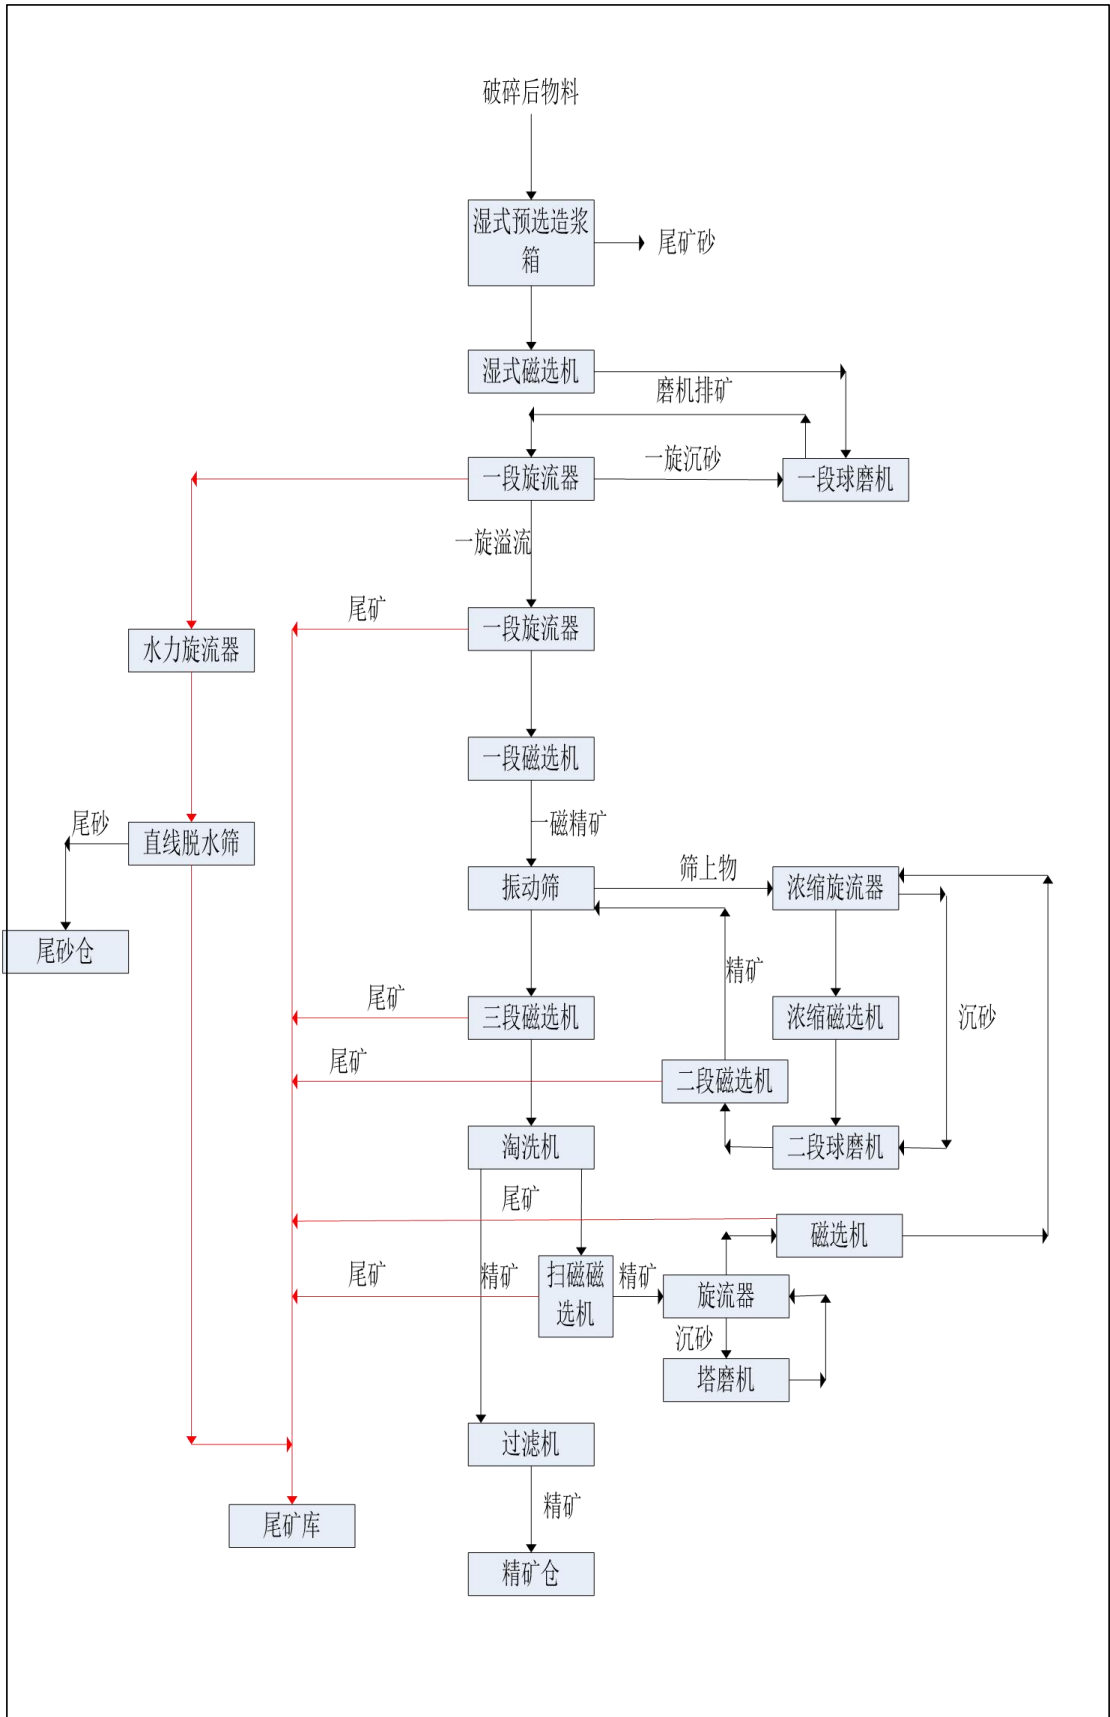 破碎后物料
湿式预选造浆
箱
尾矿砂
湿式磁选机
磨机排矿
一段旋流器
一旋沉砂
一段球磨机
一旋溢流
尾矿
一段旋流器
水力旋流器
一段磁选机
一磁精矿
尾砂
直线脱水筛
筛上物
振动筛
浓缩旋流器
尾砂仓
精矿
尾矿
三段磁选机
浓缩磁选机
沉砂
尾矿
二段磁选机
淘洗机
二段球磨机
尾矿
磁选机
尾矿
精矿
扫磁磁
选机
精矿
旋流器
沉砂
塔磨机
过滤机
精矿
尾矿库
精矿仓